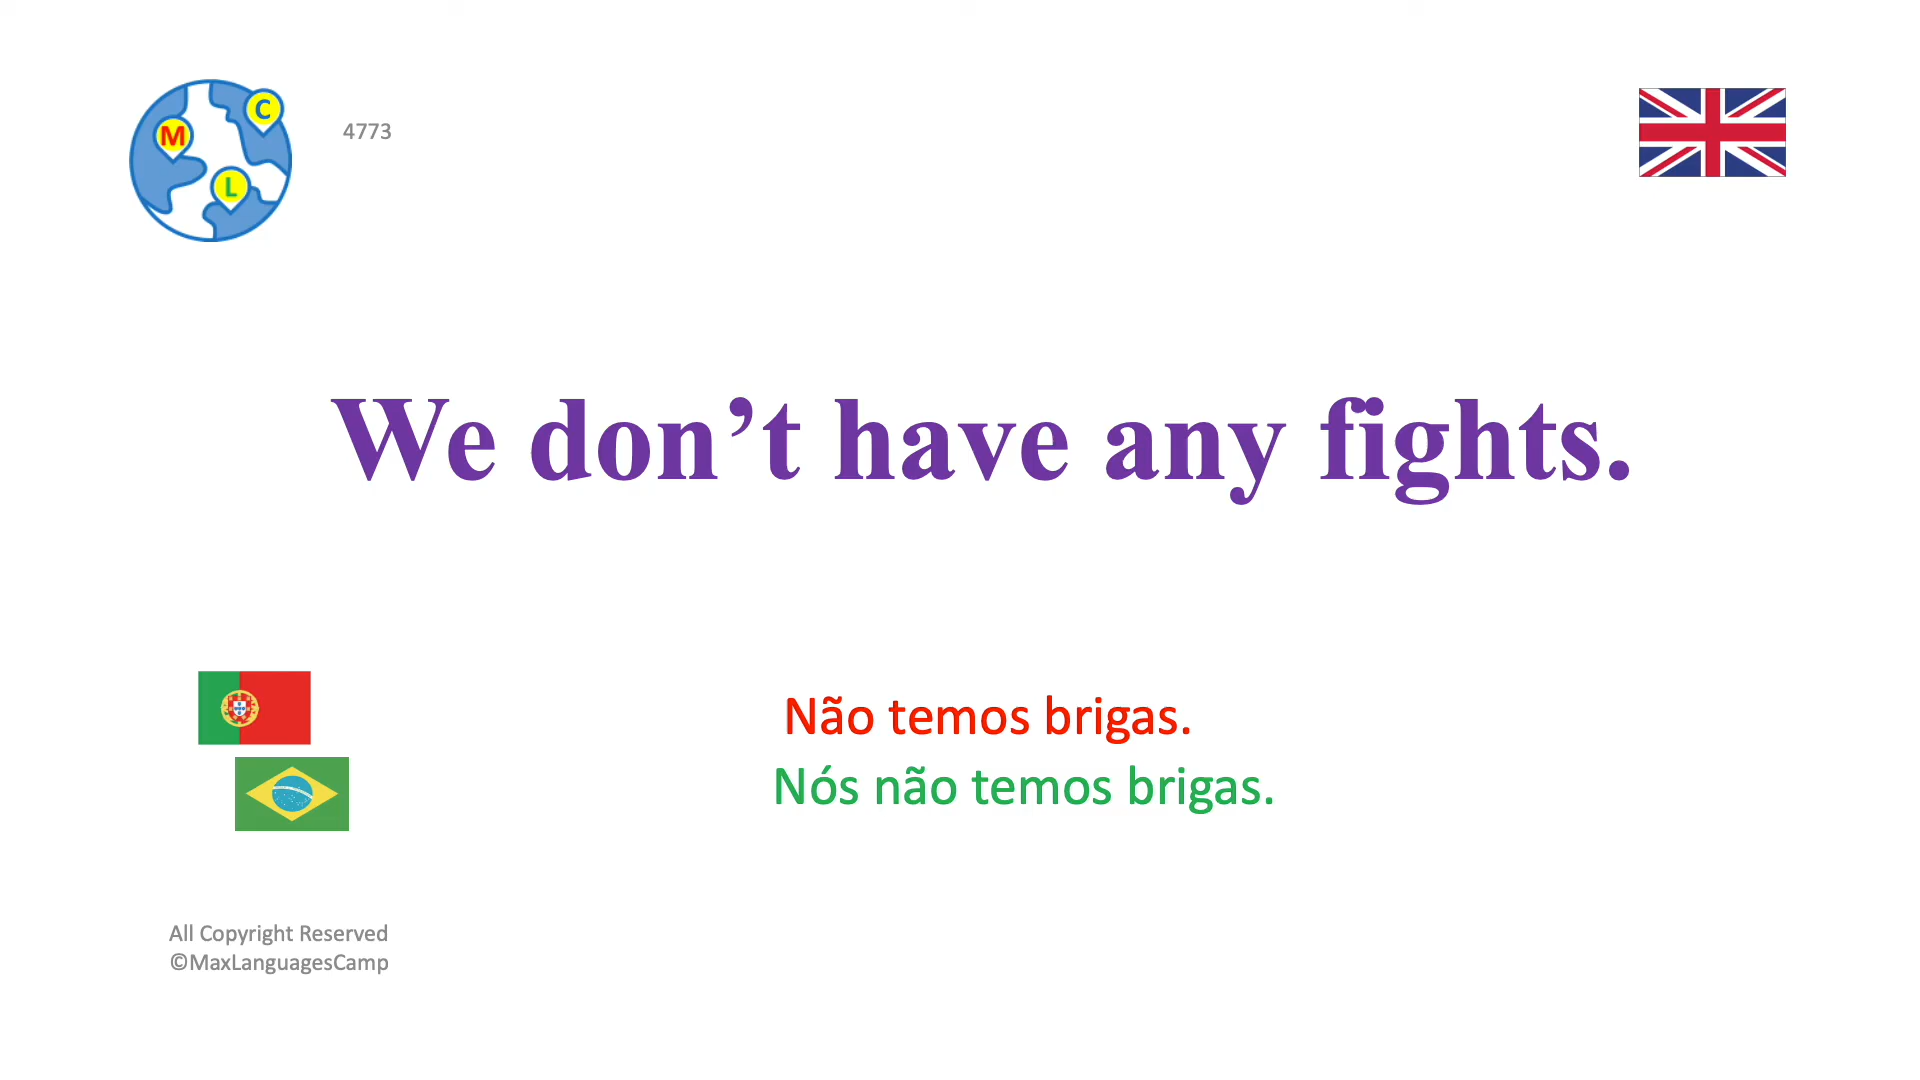 C
M
L
4773
We don’t have any fights.
Não temos brigas.
Nós não temos brigas.
All Copyright Reserved
©MaxLanguagesCamp